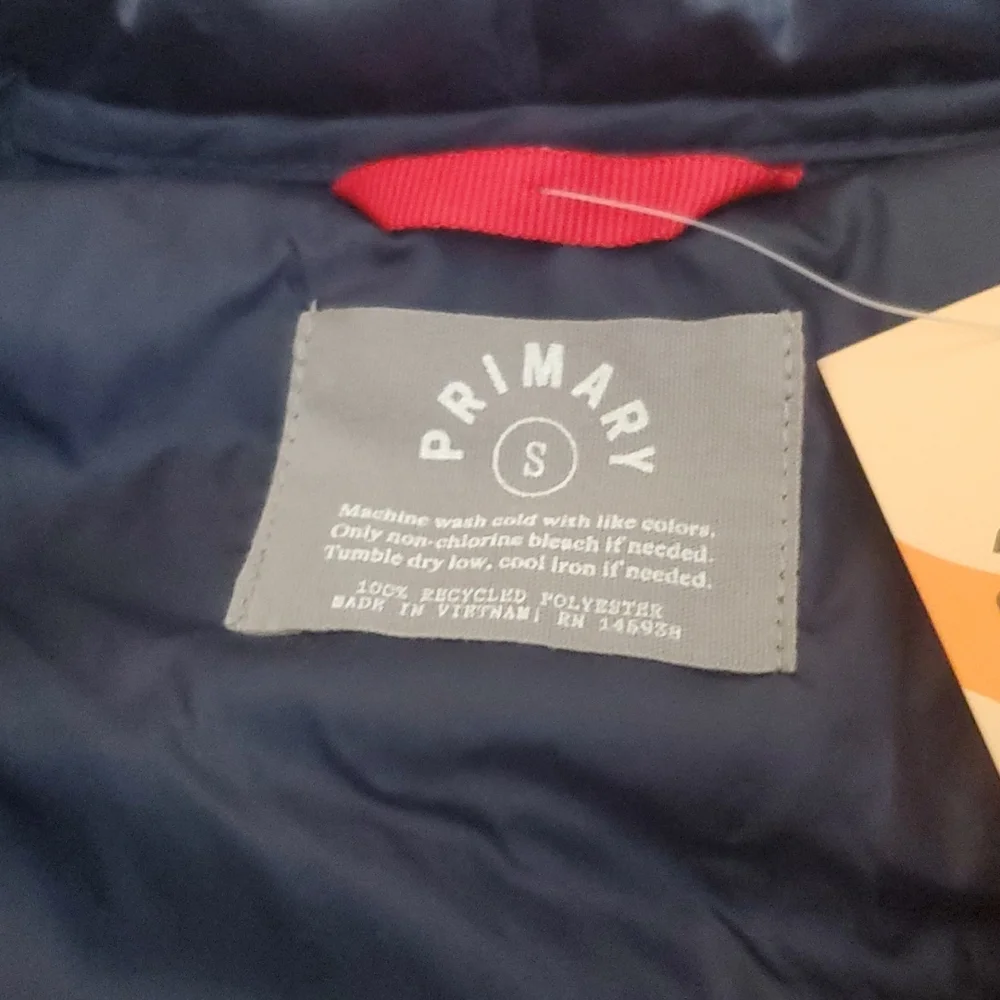 PRIMARY
S
Machine wash cold with like colors.
Only non-chlorine bleach if needed.
Tumble dry low, cool iron if needed.
100% RECYCLED POLYESTER
MADE IN VIETNAM; RN 145938